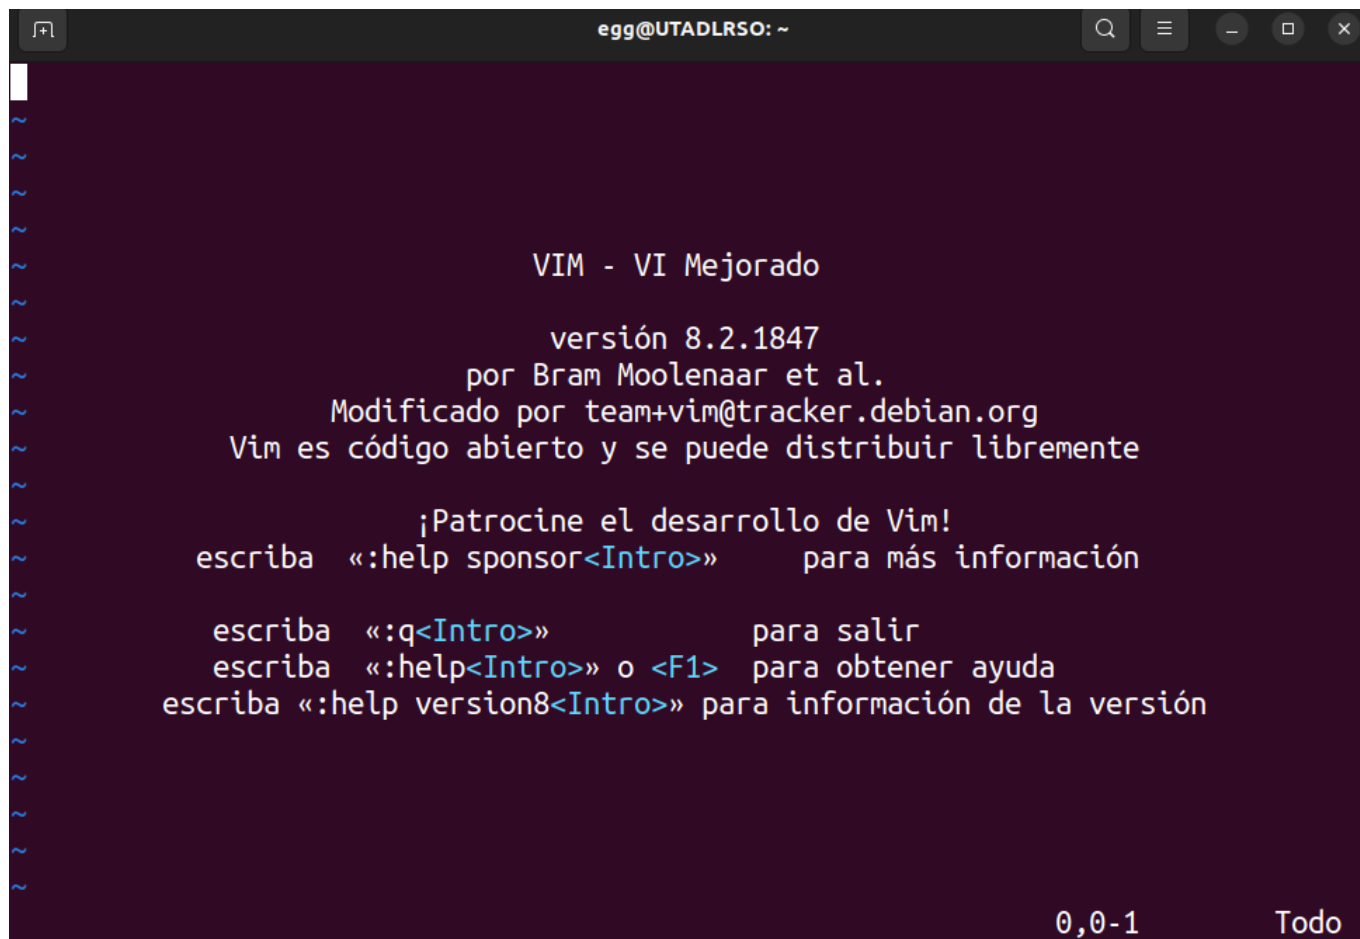 egg@UTADLRSO: ~
~
~
~
~
~ VIM - VI Mejorado
~
~ versión 8.2.1847
~ por Bram Moolenaar et al.
~ Modificado por team+vim@tracker.debian.org
~ Vim es código abierto y se puede distribuir libremente
~
~ ¡Patrocine el desarrollo de Vim!
~ escriba «:help sponsor<Intro>» para más información
~
~ escriba «:q<Intro>» para salir
~ escriba «:help<Intro>» o <F1> para obtener ayuda
~ escriba «:help version8<Intro>» para información de la versión
~
~
~
~
~
0,0-1 Todo